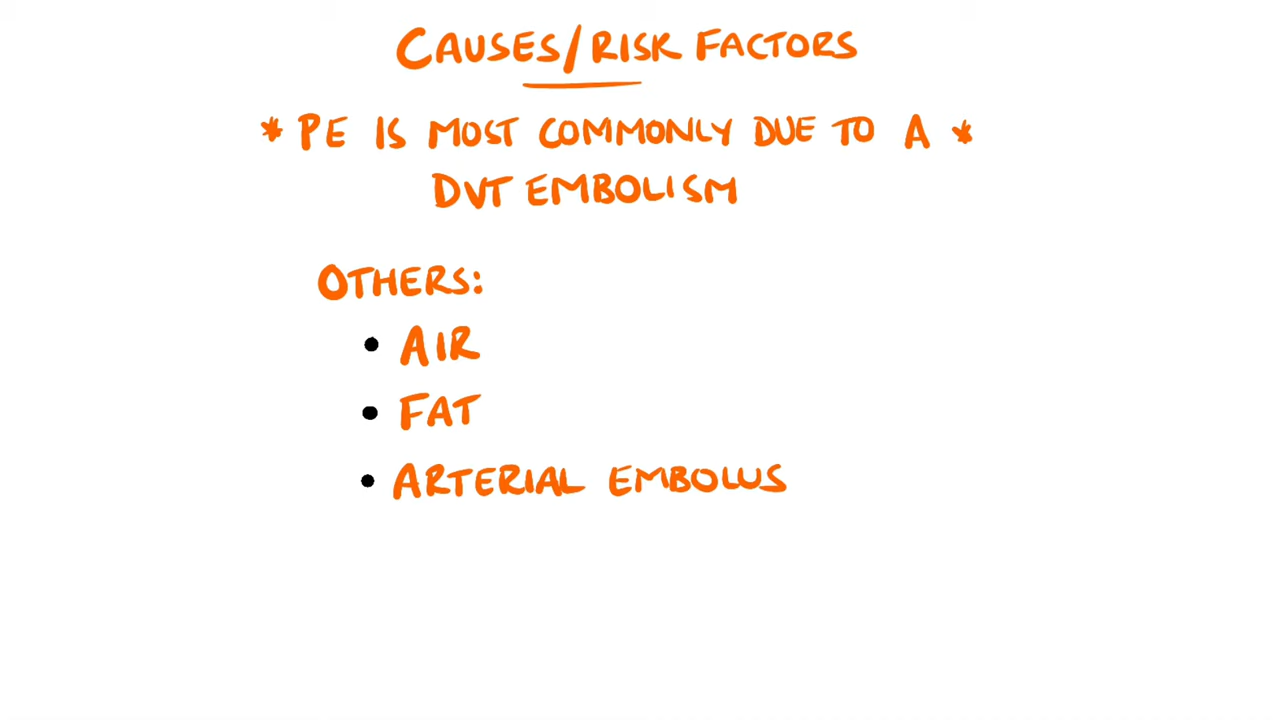 CAUSES/RISK FACTORS
* PE IS MOST COMMONLY DUE TO A *
DVT EMBOLISM
OTHERS:
• AIR
• FAT
• ARTERIAL EMBOLUS